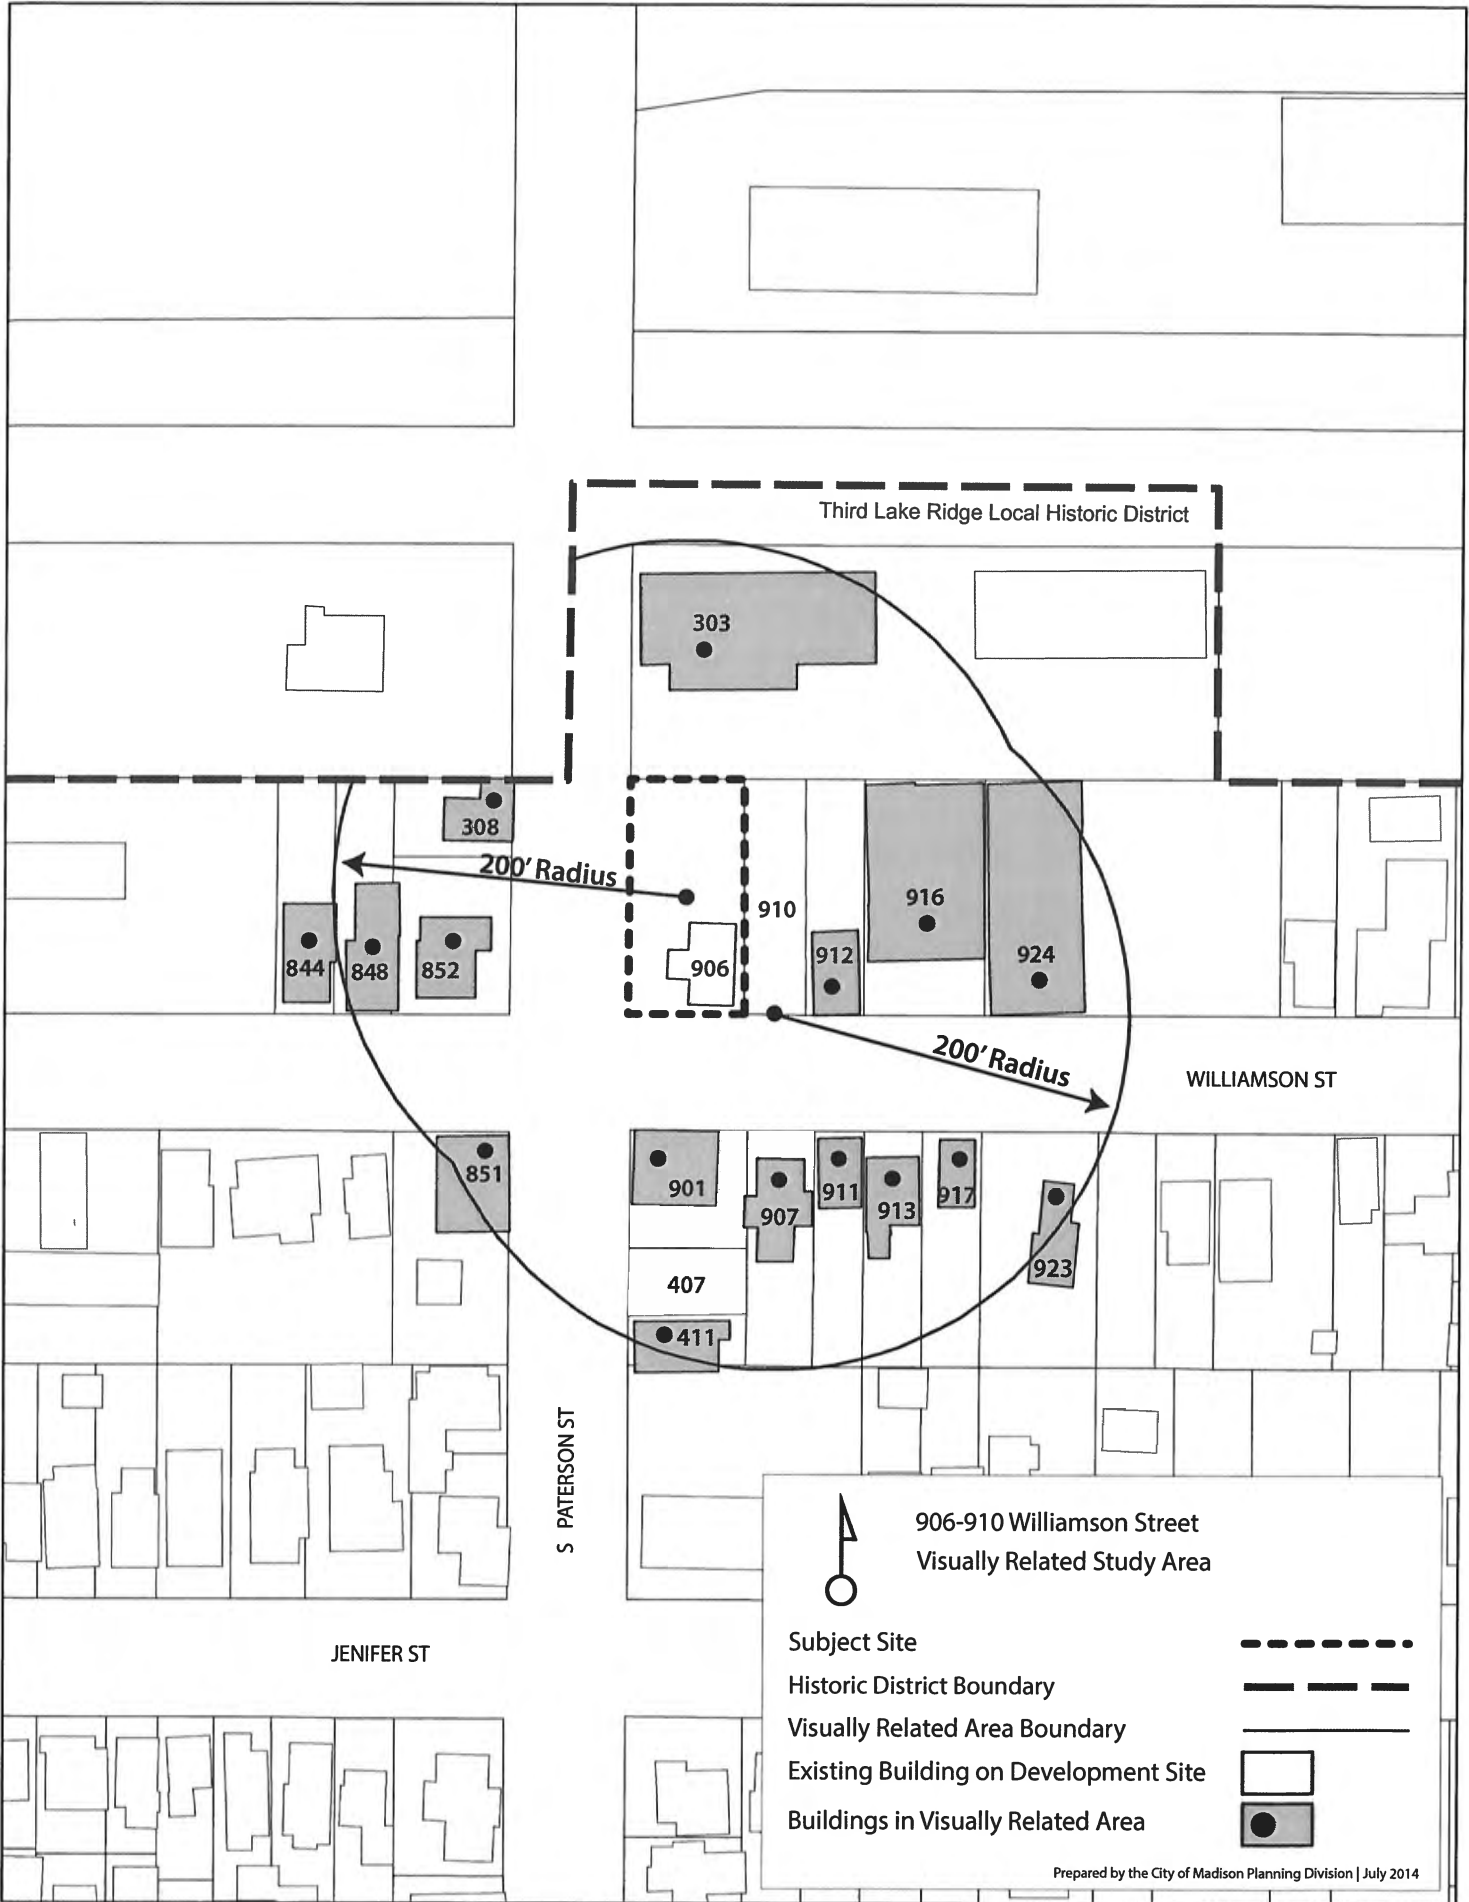 Third Lake Ridge Local Historic District
303
308
200' Radius
910
916
912
924
844
848
852
906
200' Radius
WILLIAMSON ST
851
901
907
911
913
917
923
407
411
S PATERSON ST
906-910 Williamson Street
Visually Related Study Area
JENIFER ST
Subject Site
Historic District Boundary
Visually Related Area Boundary
Existing Building on Development Site
Buildings in Visually Related Area
Prepared by the City of Madison Planning Division | July 2014